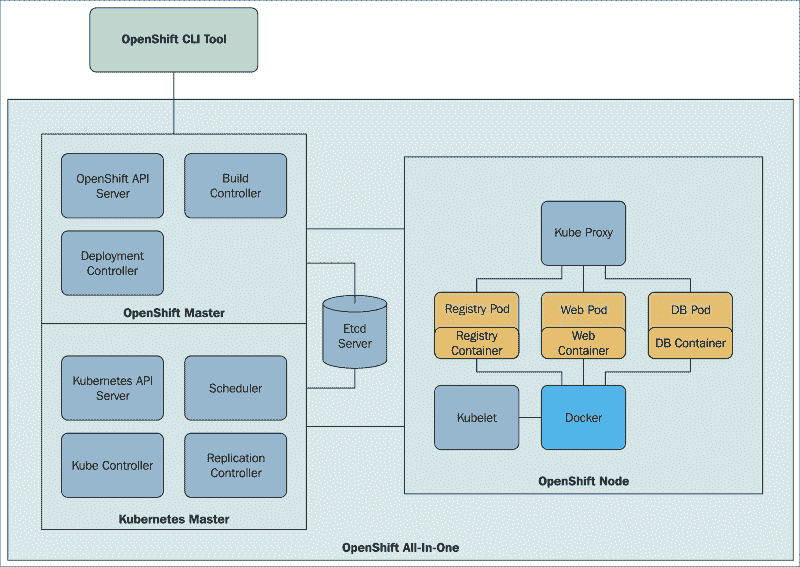 OpenShift CLI Tool
OpenShift API
Server
Build
Controller
Deployment
Controller
OpenShift Master
Etcd
Server
Kubernetes API
Server
Scheduler
Kube Controller
Replication
Controller
Kubernetes Master
Kube Proxy
Registry Pod
Web Pod
DB Pod
Registry
Container
Web
Container
DB Container
Kubelet
Docker
OpenShift Node
OpenShift All-In-One